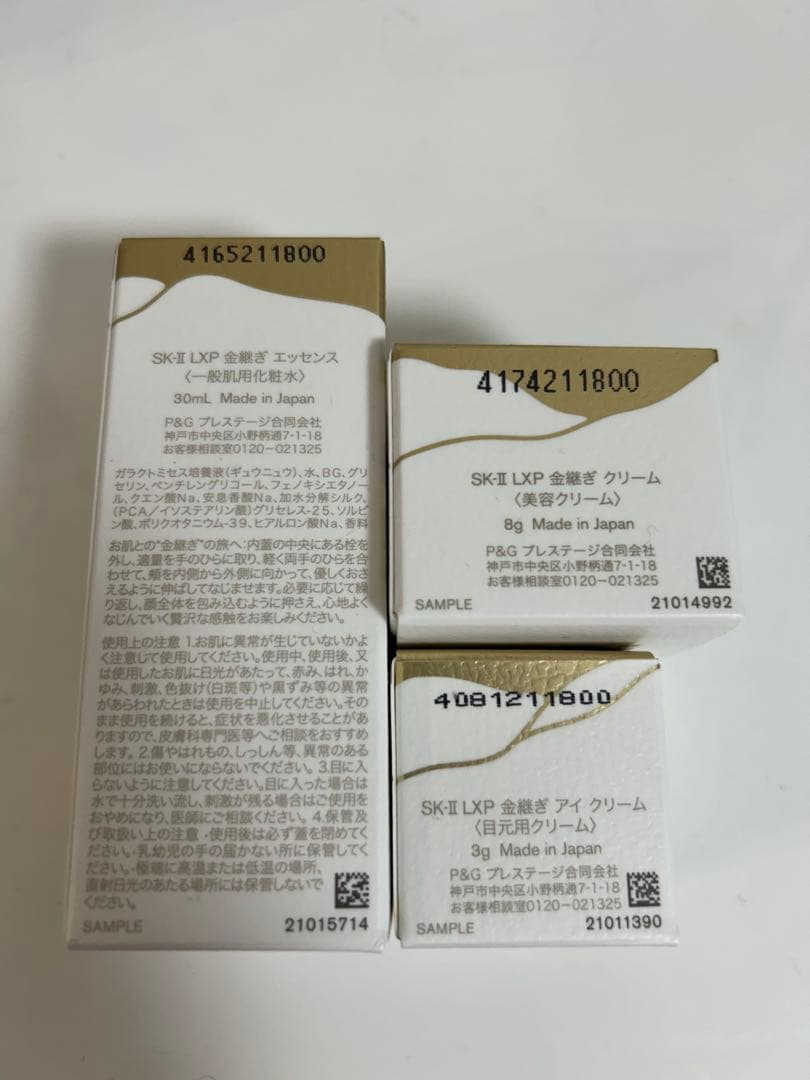 4165211800
SK-II LXP 金継ぎ エッセンス
〈一般肌用化粧水〉
30mL Made in Japan
P&G プレステージ合同会社
神戸市中央区小野柄通7-1-18
お客様相談室0120-021325
ガラクトミセス培養液(ギュウニュウ)、水、BG、グリ
セリン、ペンチレングリコール、フェノキシエタノー
ル、クエン酸Na、安息香酸Na、加水分解シルク、
(PCA/イソステアリン酸)グリセレス-25、ソルビ
ン酸、ポリクオタニウム-39、ヒアルロン酸Na、香料
お肌との"金継ぎ"の旅へ:内蓋の中央にある栓を
外し、適量を手のひらに取り、軽く両手のひらを合
わせて、頬を内側から外側に向かって、優しくおさ
えるように伸ばしてなじませます。必要に応じて繰
り返し、顔全体を包み込むように押さえ、心地よく
なじんでいく贅沢な感触をお楽しみください。
使用上の注意 1.お肌に異常が生じていないかよ
く注意して使用してください。使用中、使用後、又
は使用したお肌に日光があたって、赤み、はれ、か
ゆみ、刺激、色抜け(白斑等)や黒ずみ等の異常
があらわれたときは使用を中止してください。その
まま使用を続けると、症状を悪化させることがあ
りますので、皮膚科専門医等へご相談をおすすめ
します。2.傷やはれもの、しっしん等、異常のある
部位にはお使いにならないでください。3.目に入
らないように注意してください。目に入った場合は
水で十分洗い流し、刺激が残る場合はご使用を
おやめになり、医師にご相談ください。4.保管及
び取扱い上の注意 ・使用後は必ず蓋を閉めてく
ださい。・乳幼児の手の届かない所に保管してく
ださい。・極端に高温または低温の場所、
直射日光のあたる場所には保管しないで
ください。
SAMPLE 21015714
4174211800
SK-II LXP 金継ぎ クリーム
〈美容クリーム〉
8g Made in Japan
P&G プレステージ合同会社
神戸市中央区小野柄通7-1-18
お客様相談室0120-021325
SAMPLE 21014992
4081211800
SK-II LXP 金継ぎ アイ クリーム
〈目元用クリーム〉
3g Made in Japan
P&G プレステージ合同会社
神戸市中央区小野柄通7-1-18
お客様相談室0120-021325
SAMPLE 21011390